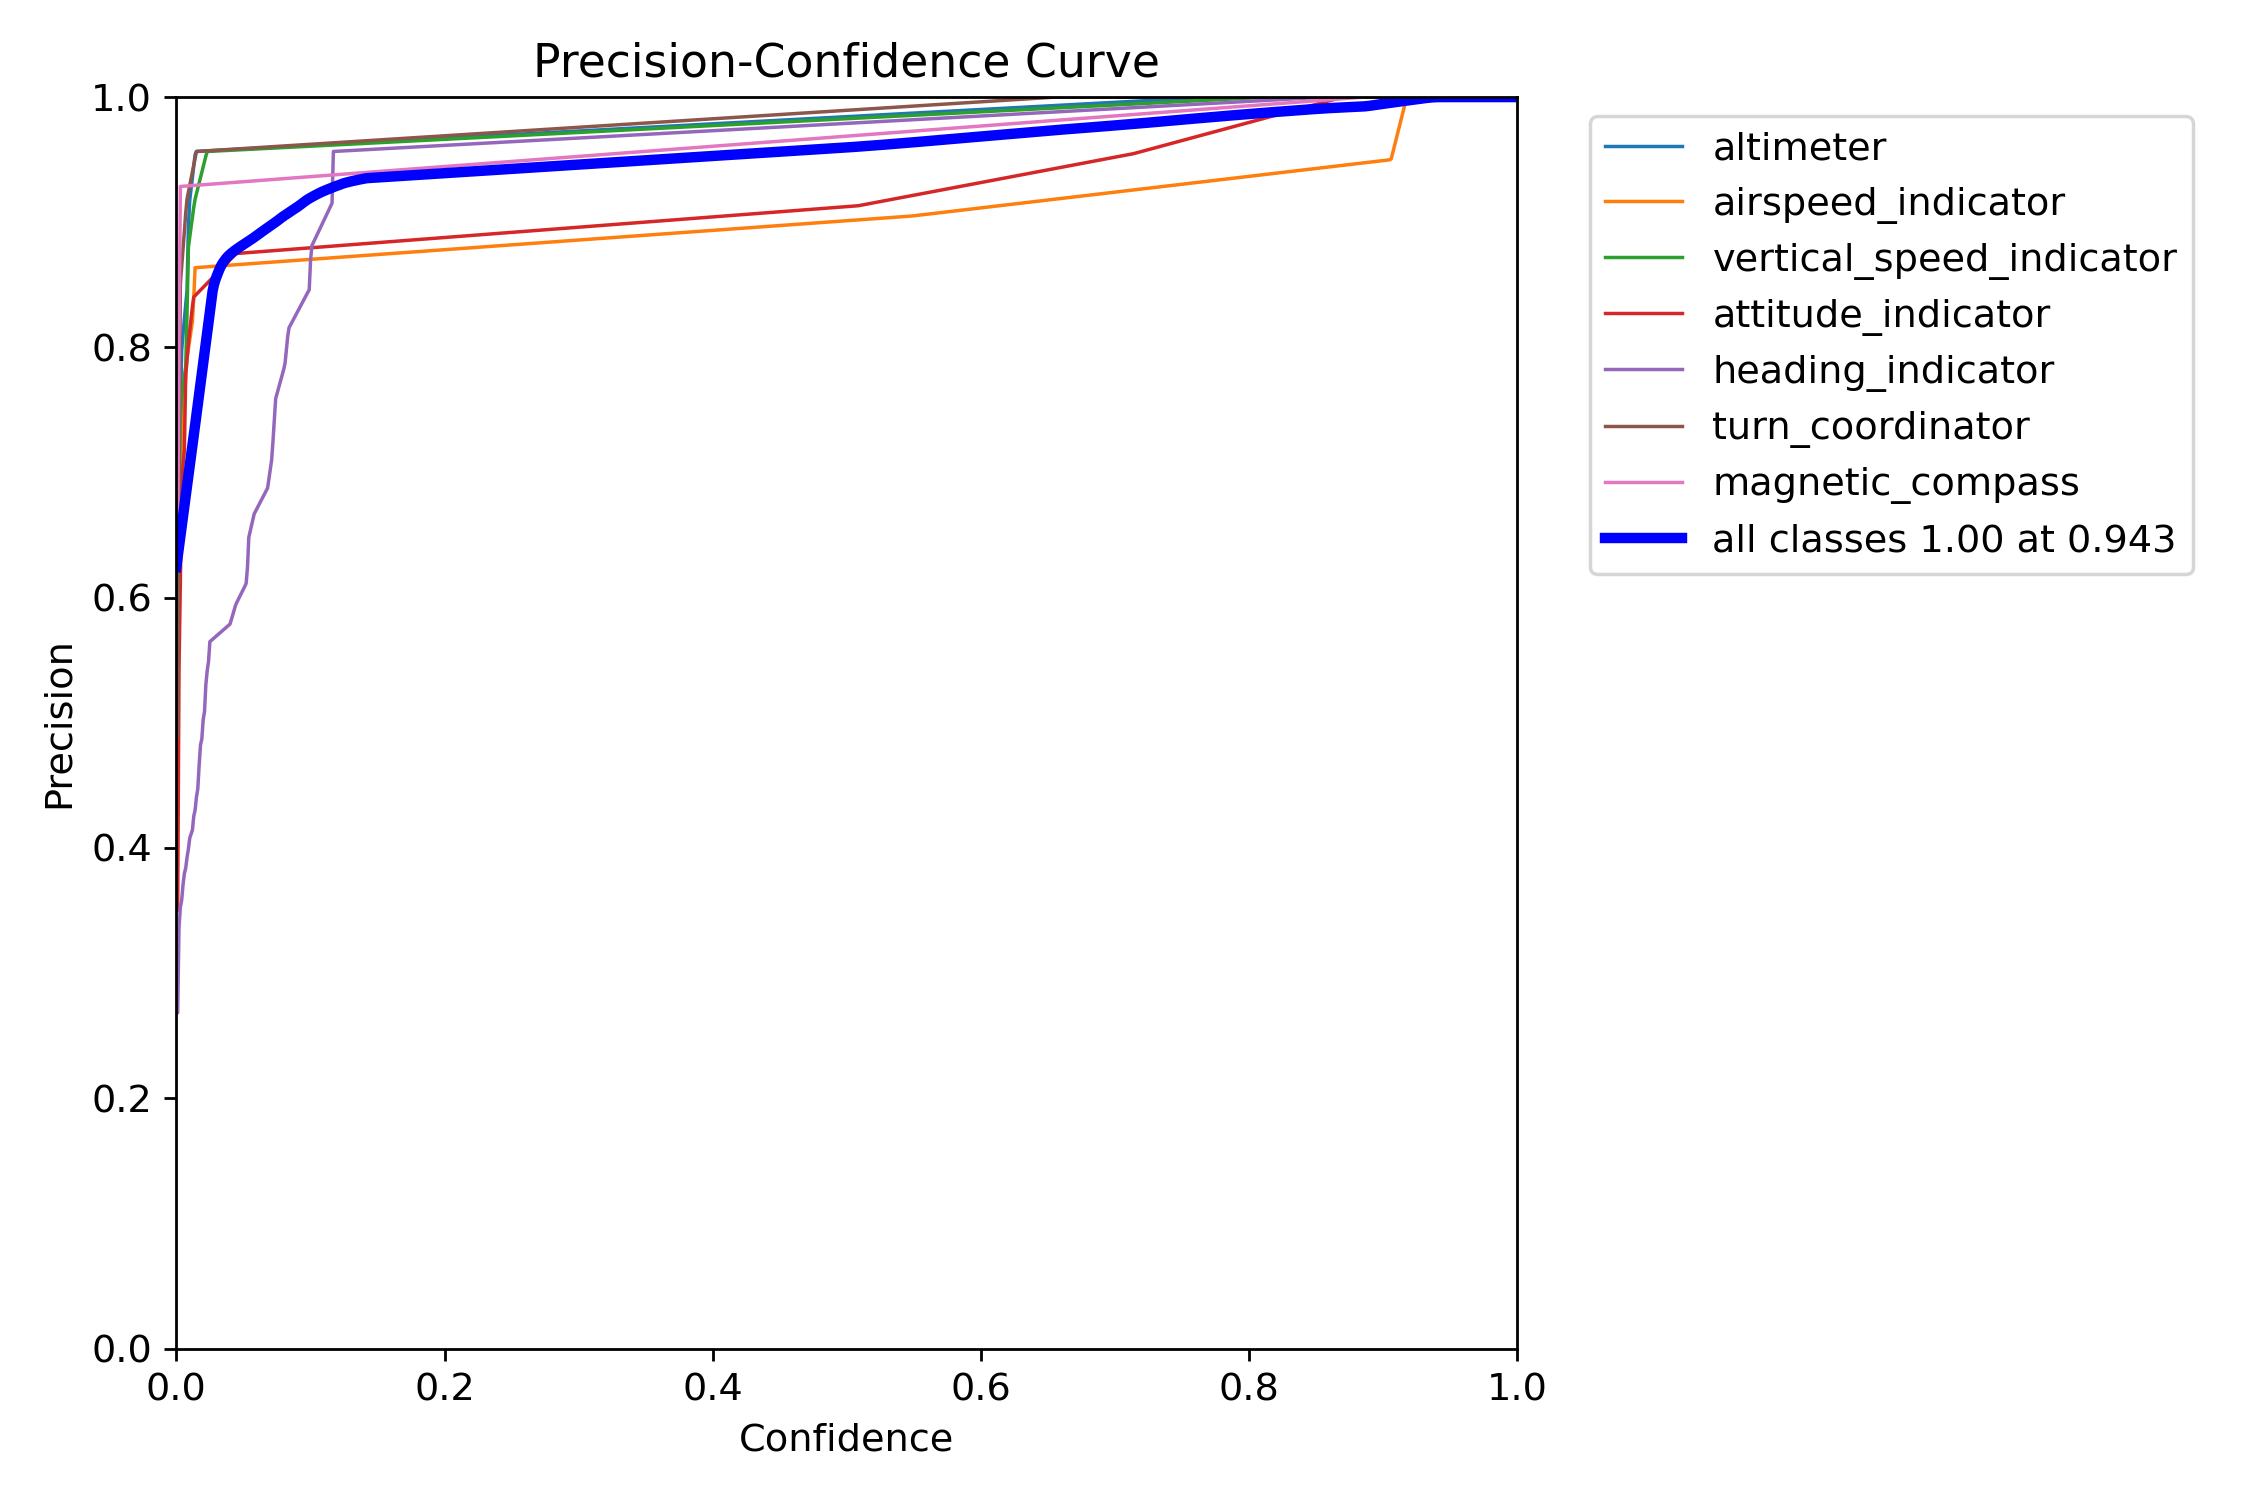 Precision-Confidence Curve
1.0
0.8
0.6
0.4
0.2
0.0
Precision
0.0 0.2 0.4 0.6 0.8 1.0
Confidence
altimeter
airspeed_indicator
vertical_speed_indicator
attitude_indicator
heading_indicator
turn_coordinator
magnetic_compass
all classes 1.00 at 0.943